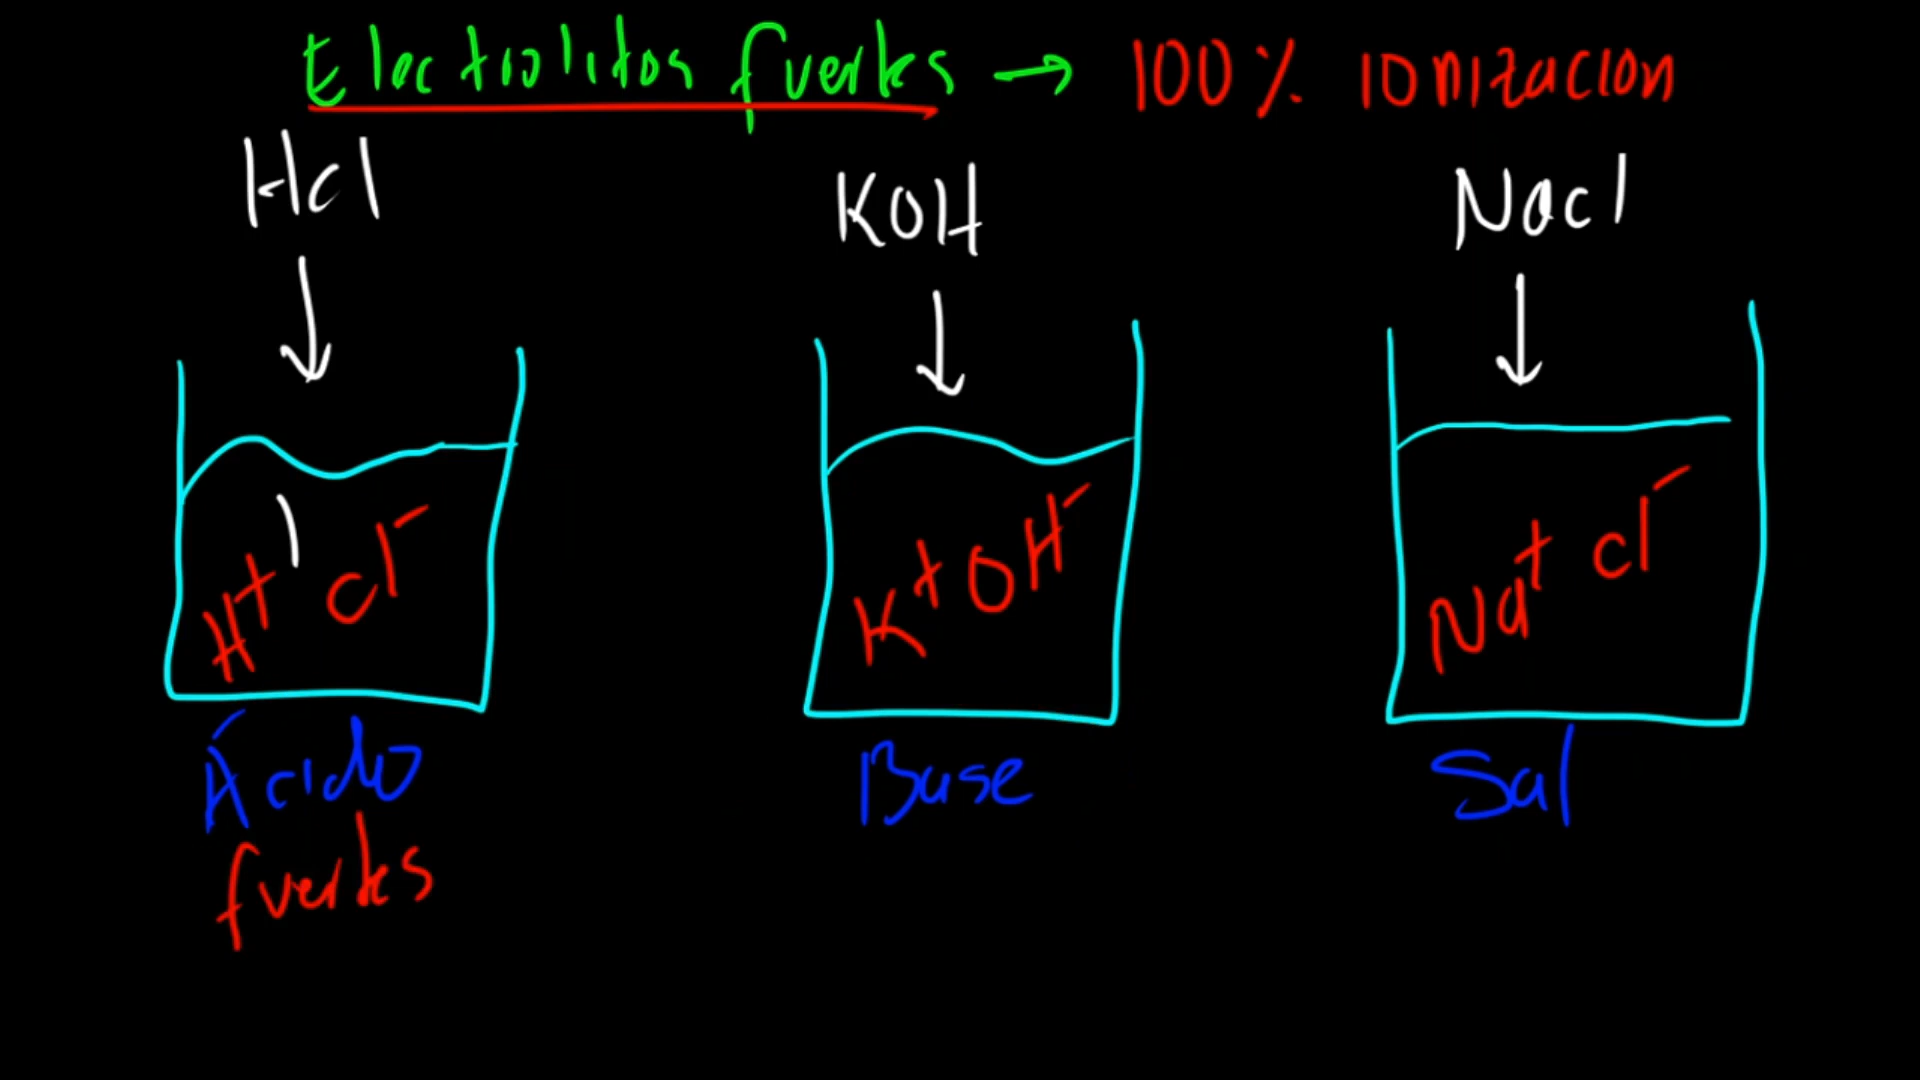 Electrolitos fuertes → 100% ionizacion
Hcl
KOH
Nacl
H+ cl-
K+ OH-
Na+ cl-
Ácido
Base
Sal
fuertes